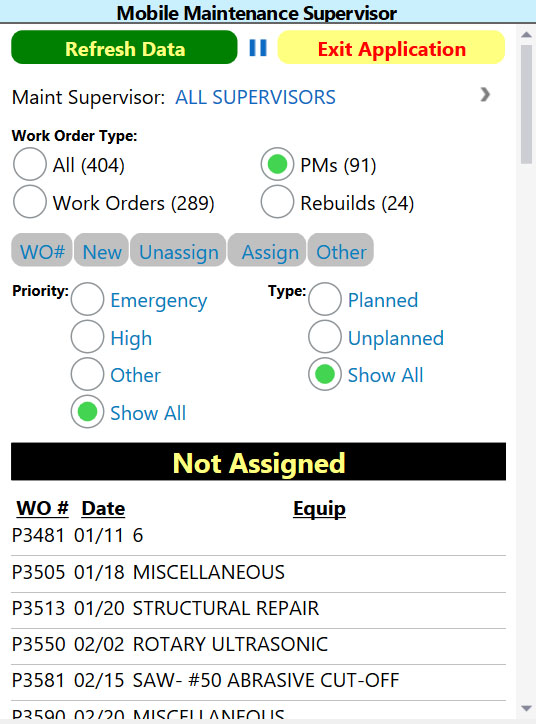 Mobile Maintenance Supervisor
Refresh Data Exit Application
Maint Supervisor: ALL SUPERVISORS
Work Order Type:
All (404) PMs (91)
Work Orders (289) Rebuilds (24)
WO# New Unassign Assign Other
Priority: Emergency Type: Planned
High Unplanned
Other Show All
Show All
Not Assigned
WO # Date Equip
P3481 01/11 6
P3505 01/18 MISCELLANEOUS
P3513 01/20 STRUCTURAL REPAIR
P3550 02/02 ROTARY ULTRASONIC
P3581 02/15 SAW- #50 ABRASIVE CUT-OFF
P3590 02/20 MISCELLANEOUS